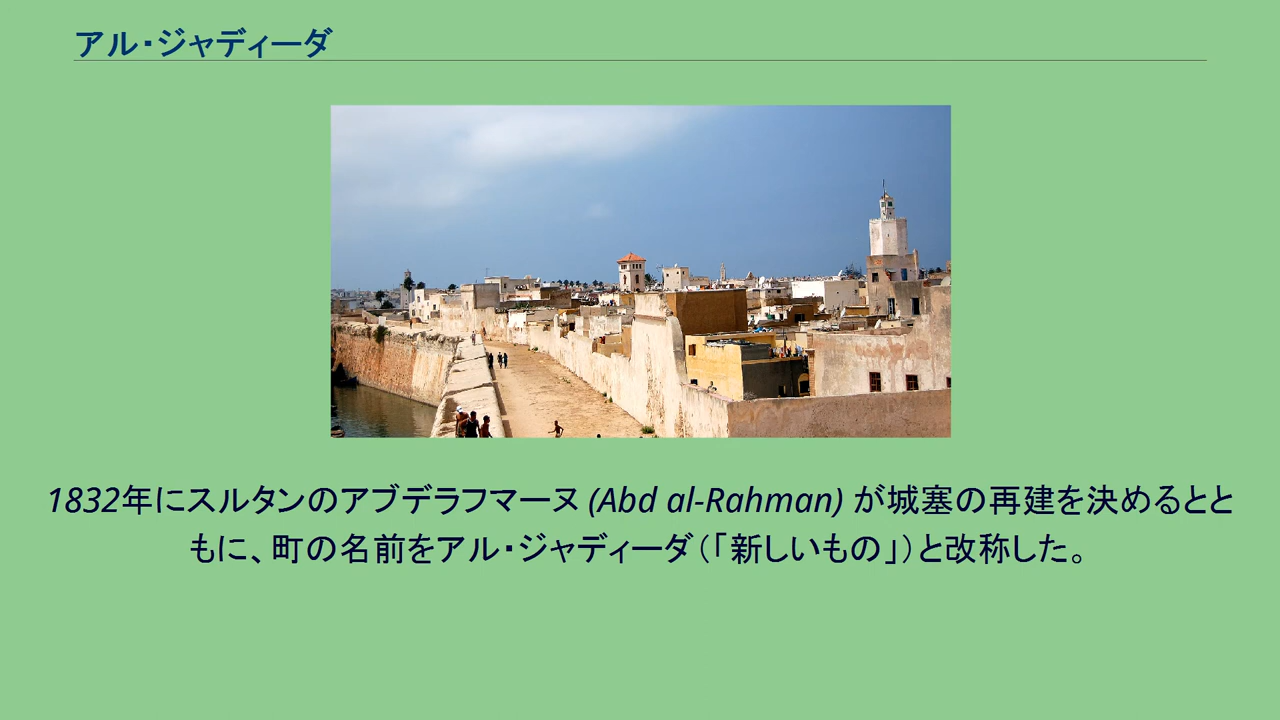 アル・ジャディーダ
1832年にスルタンのアブデラフマーヌ (Abd al-Rahman) が城塞の再建を決めるとと
もに、町の名前をアル・ジャディーダ（「新しいもの」）と改称した。